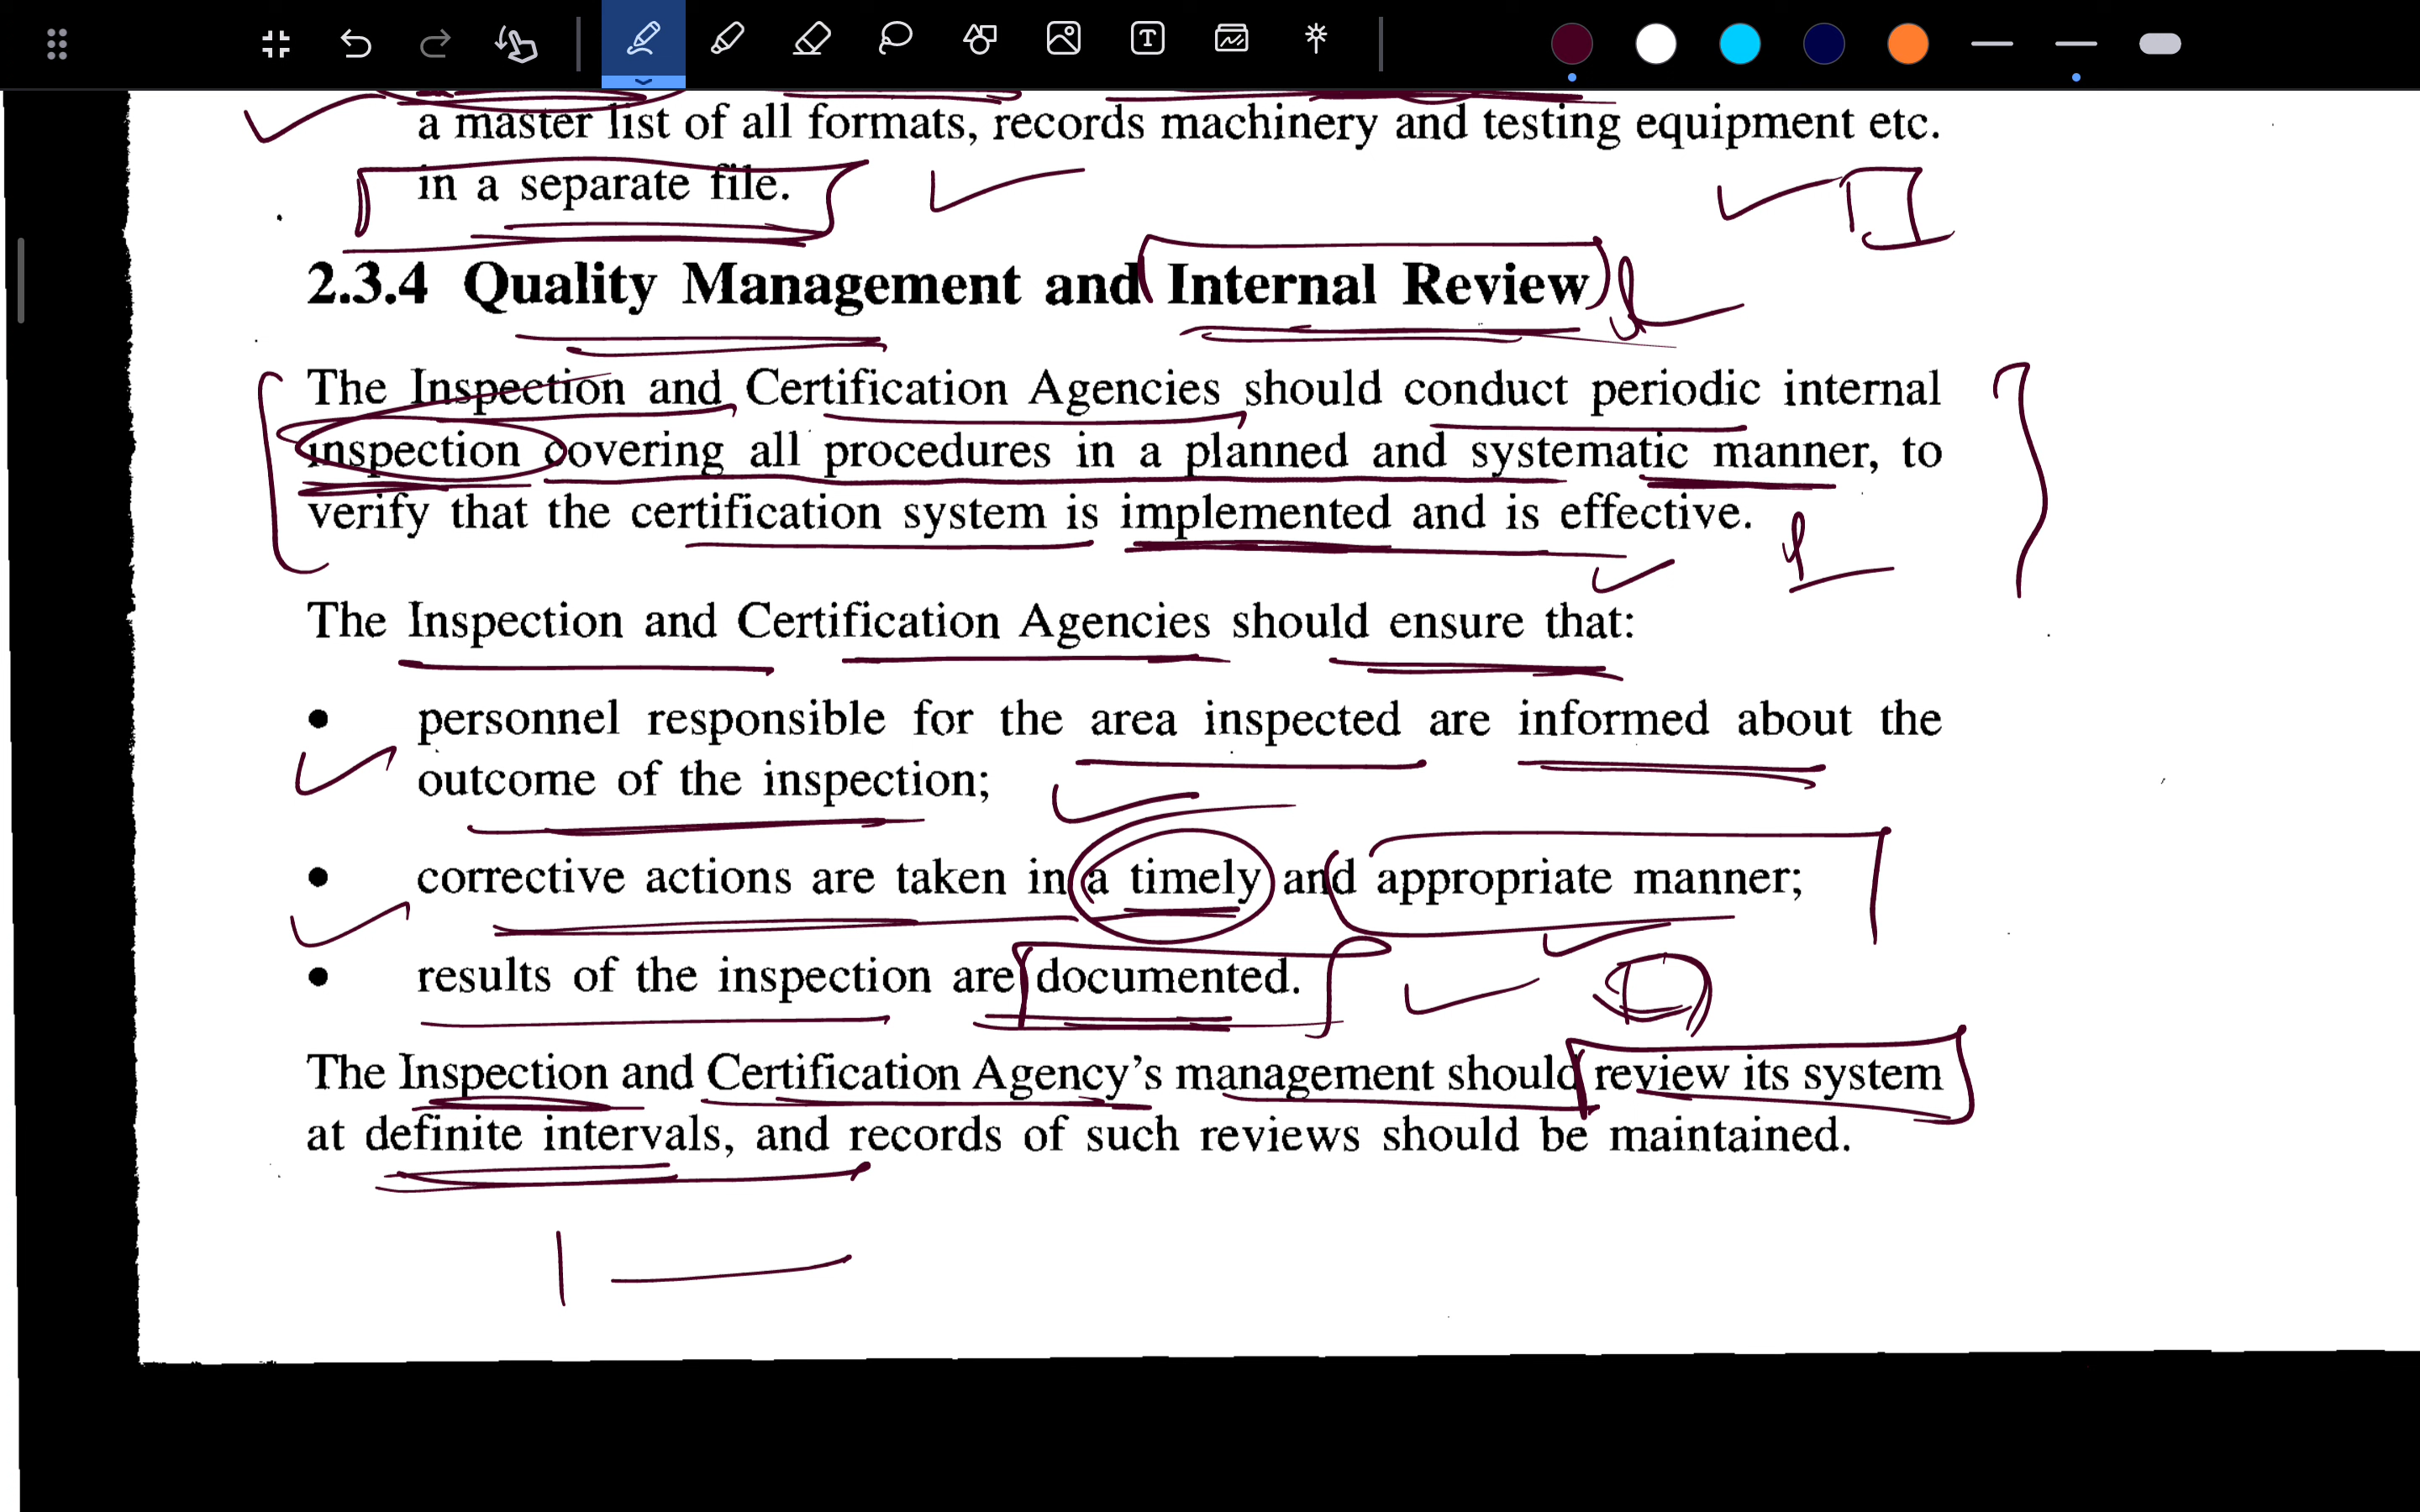 a master list of all formats, records machinery and testing equipment etc.
in a separate file.
2.3.4 Quality Management and Internal Review
The Inspection and Certification Agencies should conduct periodic internal
inspection covering all procedures in a planned and systematic manner, to
verify that the certification system is implemented and is effective.
The Inspection and Certification Agencies should ensure that:
• personnel responsible for the area inspected are informed about the
outcome of the inspection;
• corrective actions are taken in a timely and appropriate manner;
• results of the inspection are documented.
The Inspection and Certification Agency's management should review its system
at definite intervals, and records of such reviews should be maintained.